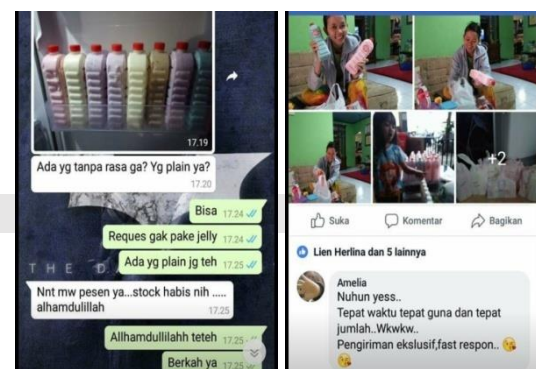 17.19
Ada yg tanpa rasa ga? Yg plain ya?
17.20
Bisa 17.24
Reques gak pake jelly 17.24
Ada yg plain jg teh 17.25
THE D
Nnt mw pesen ya...stock habis nih .....
alhamdulillah
17.25
Allhamdullilahh teteh 17.25
Berkah ya 17.25
+2
Suka Komentar Bagikan
Lien Herlina dan 5 lainnya
Amelia
Nuhun yess..
Tepat waktu tepat guna dan tepat
jumlah..Wkwkw..
Pengiriman ekslusif,fast respon..